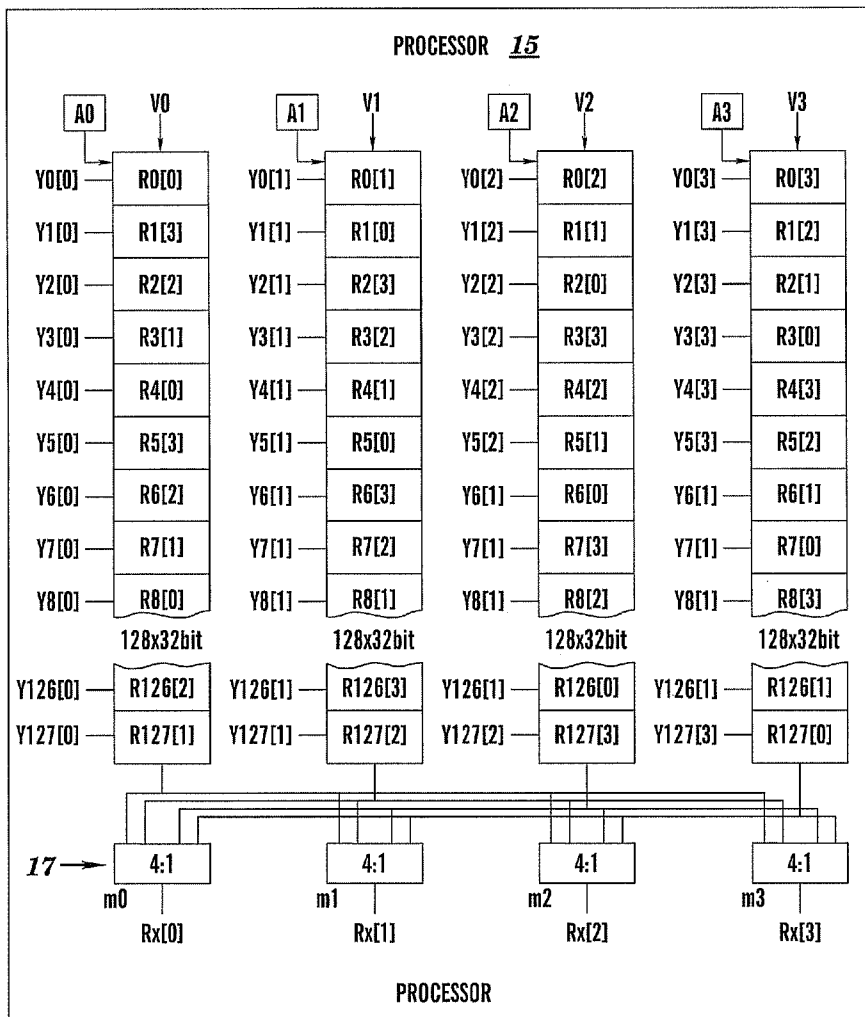 PROCESSOR 15
A0 V0 A1 V1 A2 V2 A3 V3
Y0[0] R0[0] Y0[1] R0[1] Y0[2] R0[2] Y0[3] R0[3]
Y1[0] R1[3] Y1[1] R1[0] Y1[2] R1[1] Y1[3] R1[2]
Y2[0] R2[2] Y2[1] R2[3] Y2[2] R2[0] Y2[3] R2[1]
Y3[0] R3[1] Y3[1] R3[2] Y3[2] R3[3] Y3[3] R3[0]
Y4[0] R4[0] Y4[1] R4[1] Y4[2] R4[2] Y4[3] R4[3]
Y5[0] R5[3] Y5[1] R5[0] Y5[2] R5[1] Y5[3] R5[2]
Y6[0] R6[2] Y6[1] R6[3] Y6[1] R6[0] Y6[1] R6[1]
Y7[0] R7[1] Y7[1] R7[2] Y7[1] R7[3] Y7[1] R7[0]
Y8[0] R8[0] Y8[1] R8[1] Y8[1] R8[2] Y8[1] R8[3]
128x32bit 128x32bit 128x32bit 128x32bit
Y126[0] R126[2] Y126[1] R126[3] Y126[1] R126[0] Y126[1] R126[1]
Y127[0] R127[1] Y127[1] R127[2] Y127[2] R127[3] Y127[3] R127[0]
17 4:1 4:1 4:1 4:1
m0 m1 m2 m3
Rx[0] Rx[1] Rx[2] Rx[3]
PROCESSOR